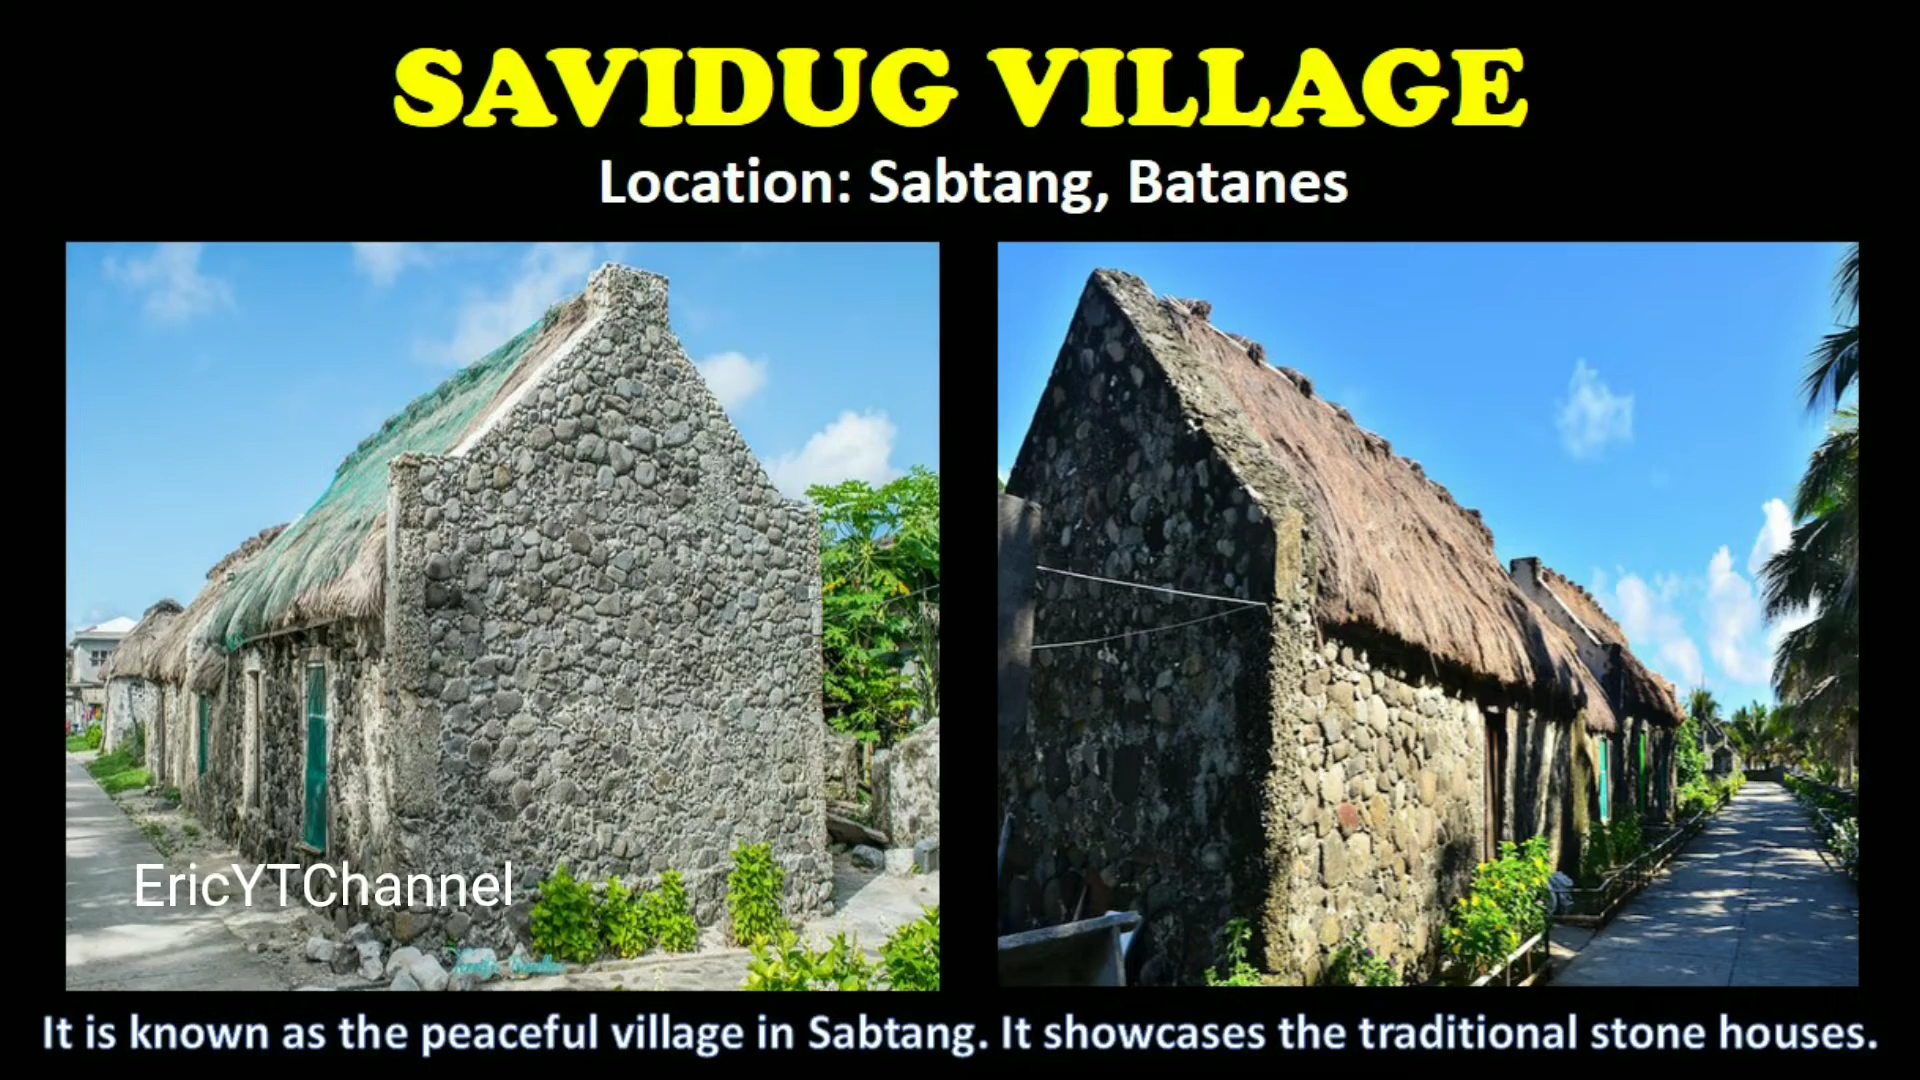 SAVIDUG VILLAGE
Location: Sabtang, Batanes
EricYTChannel
It is known as the peaceful village in Sabtang. It showcases the traditional stone houses.